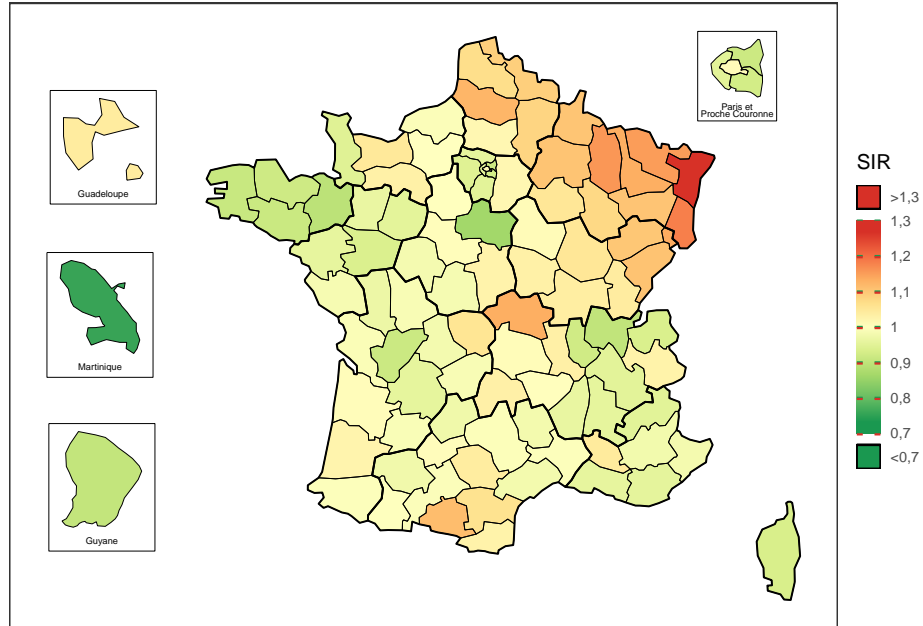 Guadeloupe
Martinique
Guyane
Paris et
Proche Couronne
SIR
>1,3
1,3
1,2
1,1
1
0,9
0,8
0,7
<0,7